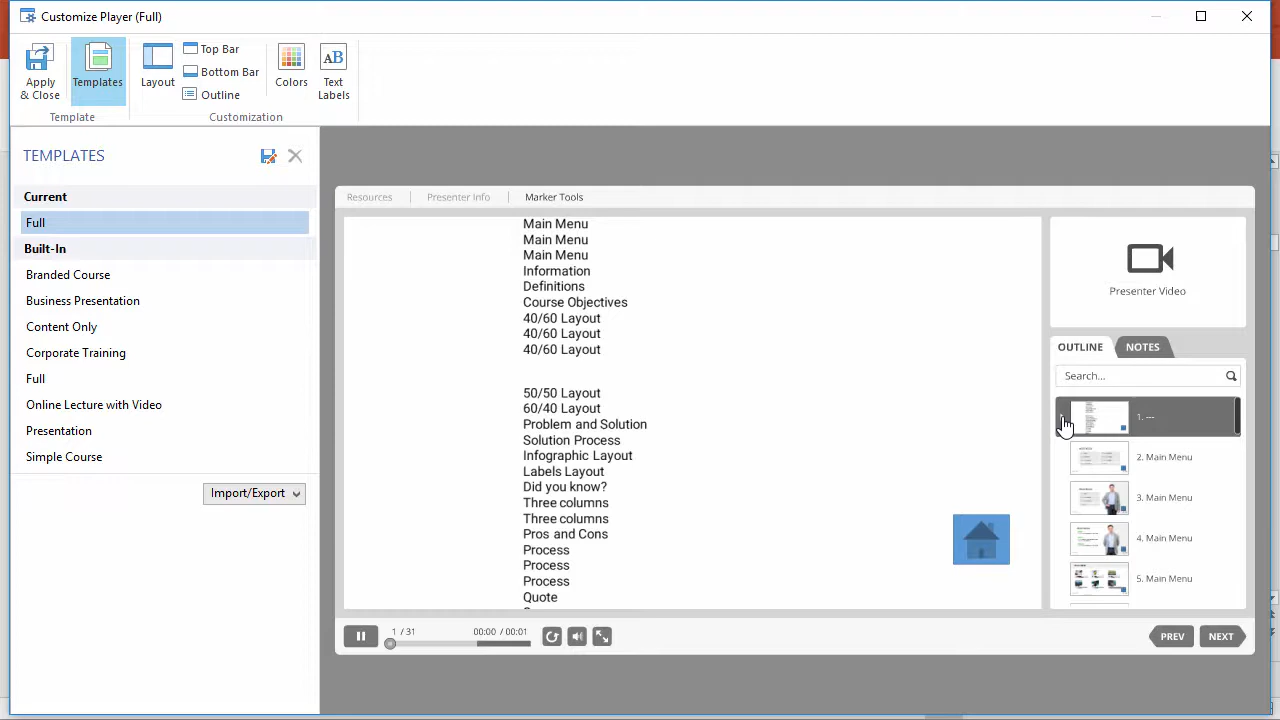 Customize Player (Full)
Apply & Close
Templates
Layout
Top Bar
Bottom Bar
Outline
Colors
AB
Text Labels
Template
Customization
TEMPLATES
Current
Full
Built-In
Branded Course
Business Presentation
Content Only
Corporate Training
Full
Online Lecture with Video
Presentation
Simple Course
Import/Export
Resources
Presenter Info
Marker Tools
Main Menu
Main Menu
Main Menu
Information
Definitions
Course Objectives
40/60 Layout
40/60 Layout
40/60 Layout
50/50 Layout
60/40 Layout
Problem and Solution
Solution Process
Infographic Layout
Labels Layout
Did you know?
Three columns
Three columns
Pros and Cons
Process
Process
Process
Quote
Presenter Video
OUTLINE
NOTES
Search...
1. ---
2. Main Menu
3. Main Menu
4. Main Menu
5. Main Menu
1 / 31
00:00 / 00:01
PREV
NEXT